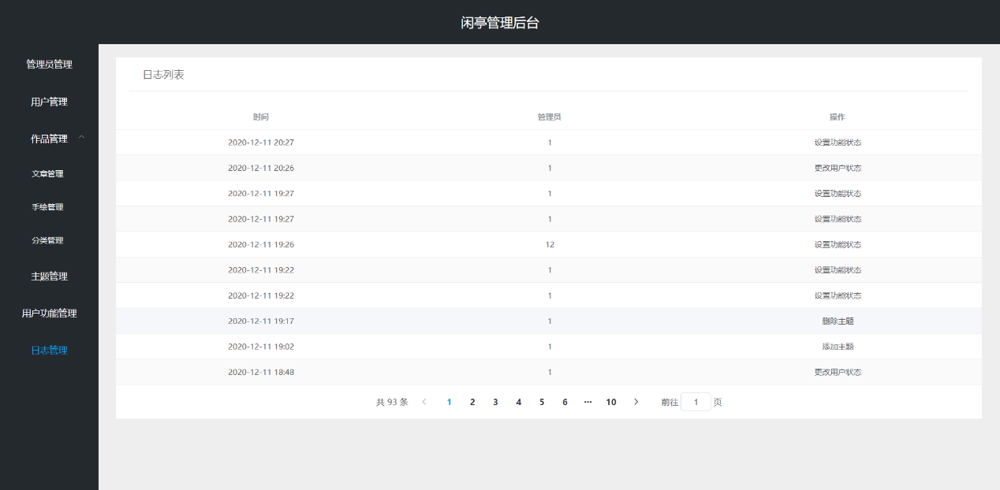 闲亭管理后台
管理员管理
用户管理
作品管理
文章管理
手绘管理
分类管理
主题管理
用户功能管理
日志管理
日志列表
时间 管理员 操作
2020-12-11 20:27 1 设置功能状态
2020-12-11 20:26 1 更改用户状态
2020-12-11 19:27 1 设置功能状态
2020-12-11 19:27 1 设置功能状态
2020-12-11 19:26 12 设置功能状态
2020-12-11 19:22 1 设置功能状态
2020-12-11 19:22 1 设置功能状态
2020-12-11 19:17 1 删除主题
2020-12-11 19:02 1 添加主题
2020-12-11 18:48 1 更改用户状态
共 93 条 < 1 2 3 4 5 6 ··· 10 > 前往 1 页